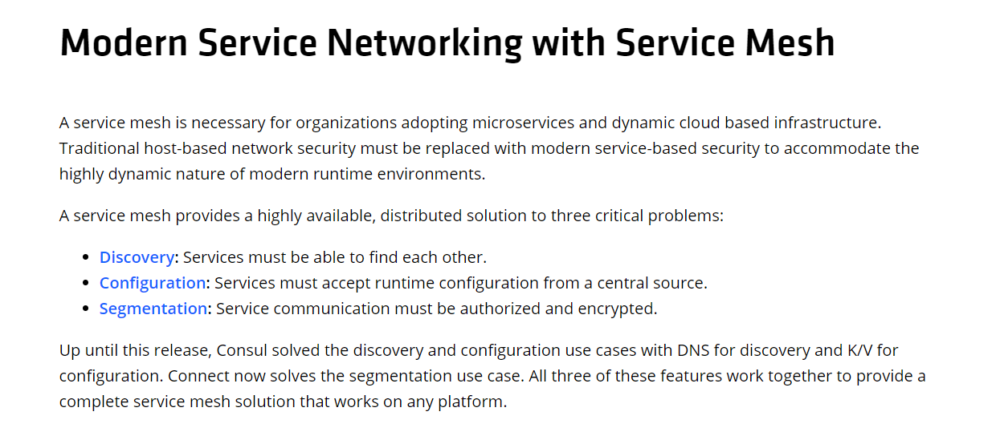 Modern Service Networking with Service Mesh
A service mesh is necessary for organizations adopting microservices and dynamic cloud based infrastructure.
Traditional host-based network security must be replaced with modern service-based security to accommodate the
highly dynamic nature of modern runtime environments.
A service mesh provides a highly available, distributed solution to three critical problems:
• Discovery: Services must be able to find each other.
• Configuration: Services must accept runtime configuration from a central source.
• Segmentation: Service communication must be authorized and encrypted.
Up until this release, Consul solved the discovery and configuration use cases with DNS for discovery and K/V for
configuration. Connect now solves the segmentation use case. All three of these features work together to provide a
complete service mesh solution that works on any platform.